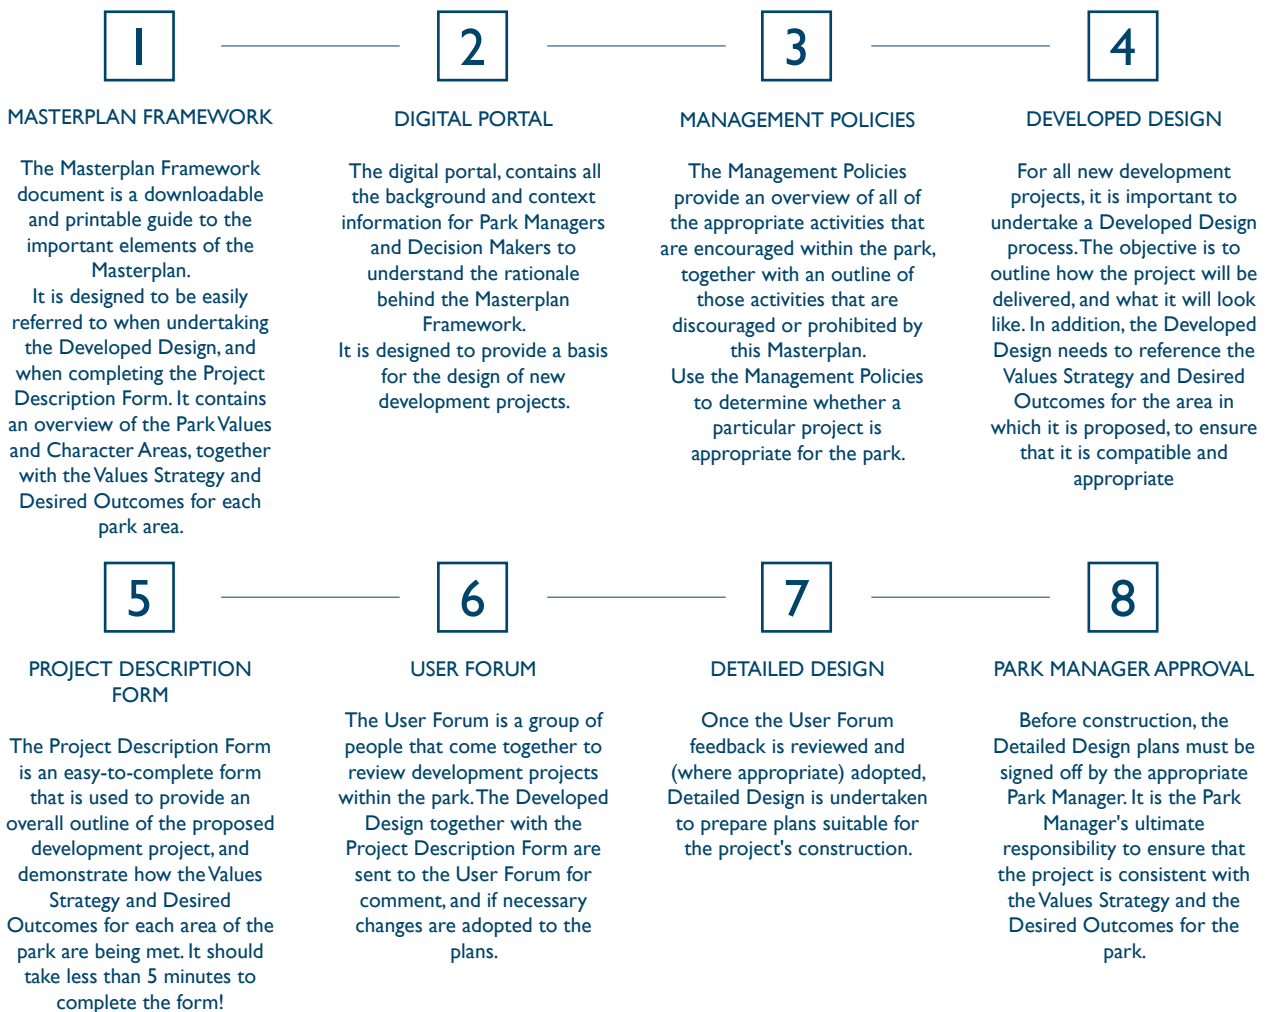 1
MASTERPLAN FRAMEWORK
The Masterplan Framework
document is a downloadable
and printable guide to the
important elements of the
Masterplan.
It is designed to be easily
referred to when undertaking
the Developed Design, and
when completing the Project
Description Form. It contains
an overview of the Park Values
and Character Areas, together
with the Values Strategy and
Desired Outcomes for each
park area.
2
DIGITAL PORTAL
The digital portal, contains all
the background and context
information for Park Managers
and Decision Makers to
understand the rationale
behind the Masterplan
Framework.
It is designed to provide a basis
for the design of new
development projects.
3
MANAGEMENT POLICIES
The Management Policies
provide an overview of all of
the appropriate activities that
are encouraged within the park,
together with an outline of
those activities that are
discouraged or prohibited by
this Masterplan.
Use the Management Policies
to determine whether a
particular project is
appropriate for the park.
4
DEVELOPED DESIGN
For all new development
projects, it is important to
undertake a Developed Design
process. The objective is to
outline how the project will be
delivered, and what it will look
like. In addition, the Developed
Design needs to reference the
Values Strategy and Desired
Outcomes for the area in
which it is proposed, to ensure
that it is compatible and
appropriate
5
PROJECT DESCRIPTION
FORM
The Project Description Form
is an easy-to-complete form
that is used to provide an
overall outline of the proposed
development project, and
demonstrate how the Values
Strategy and Desired
Outcomes for each area of the
park are being met. It should
take less than 5 minutes to
complete the form!
6
USER FORUM
The User Forum is a group of
people that come together to
review development projects
within the park. The Developed
Design together with the
Project Description Form are
sent to the User Forum for
comment, and if necessary
changes are adopted to the
plans.
7
DETAILED DESIGN
Once the User Forum
feedback is reviewed and
(where appropriate) adopted,
Detailed Design is undertaken
to prepare plans suitable for
the project's construction.
8
PARK MANAGER APPROVAL
Before construction, the
Detailed Design plans must be
signed off by the appropriate
Park Manager. It is the Park
Manager's ultimate
responsibility to ensure that
the project is consistent with
the Values Strategy and the
Desired Outcomes for the
park.